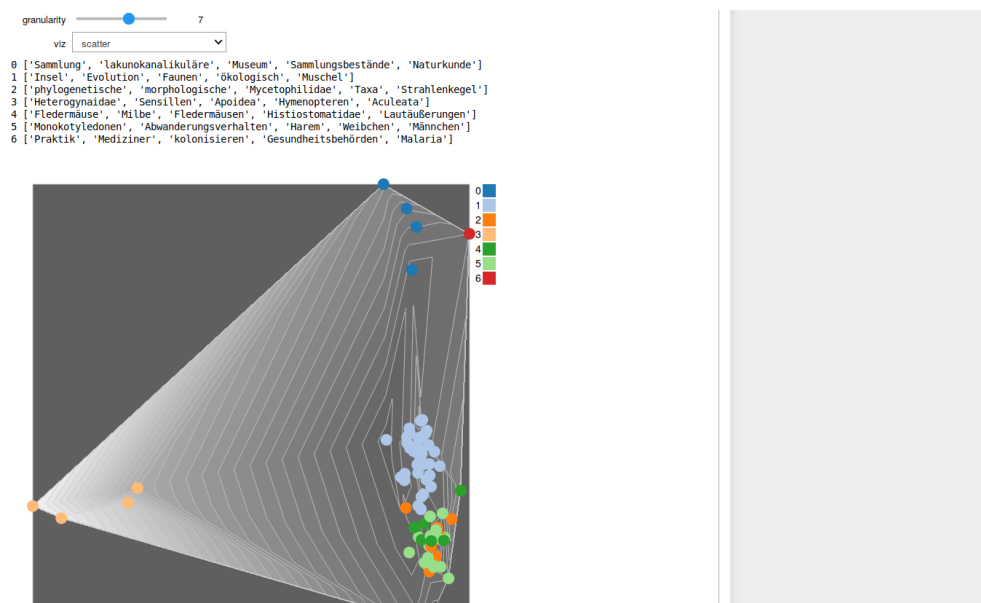 granularity 7
viz scatter
0 ['Sammlung', 'lakunokanalikuläre', 'Museum', 'Sammlungsbestände', 'Naturkunde']
1 ['Insel', 'Evolution', 'Faunen', 'ökologisch', 'Muschel']
2 ['phylogenetische', 'morphologische', 'Mycetophilidae', 'Taxa', 'Strahlenkegel']
3 ['Heterogynaidae', 'Sensillen', 'Apoidea', 'Hymenopteren', 'Aculeata']
4 ['Fledermäuse', 'Milbe', 'Fledermäusen', 'Histiostomatidae', 'Lautäußerungen']
5 ['Monokotyledonen', 'Abwanderungsverhalten', 'Harem', 'Weibchen', 'Männchen']
6 ['Praktik', 'Mediziner', 'kolonisieren', 'Gesundheitsbehörden', 'Malaria']
0
1
2
3
4
5
6